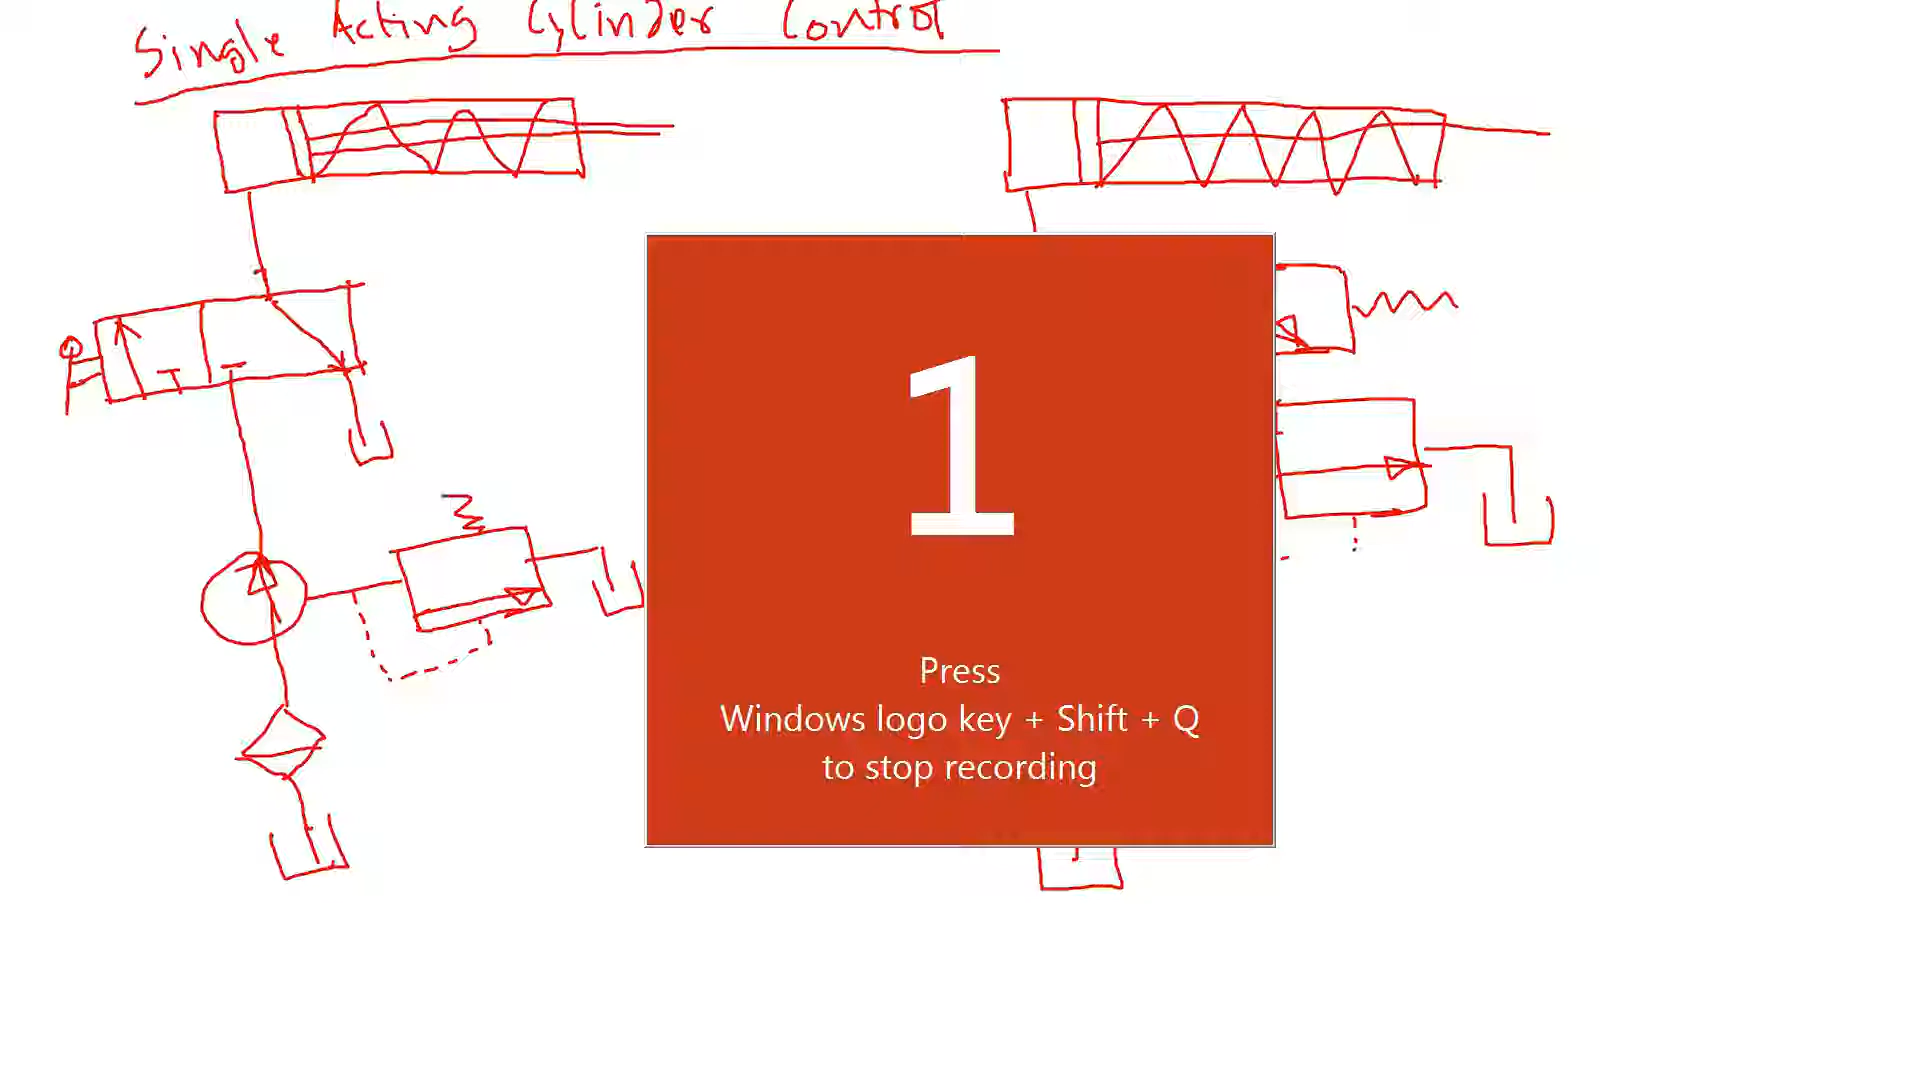 Single Acting Cylinder Control
1
Press
Windows logo key + Shift + Q
to stop recording